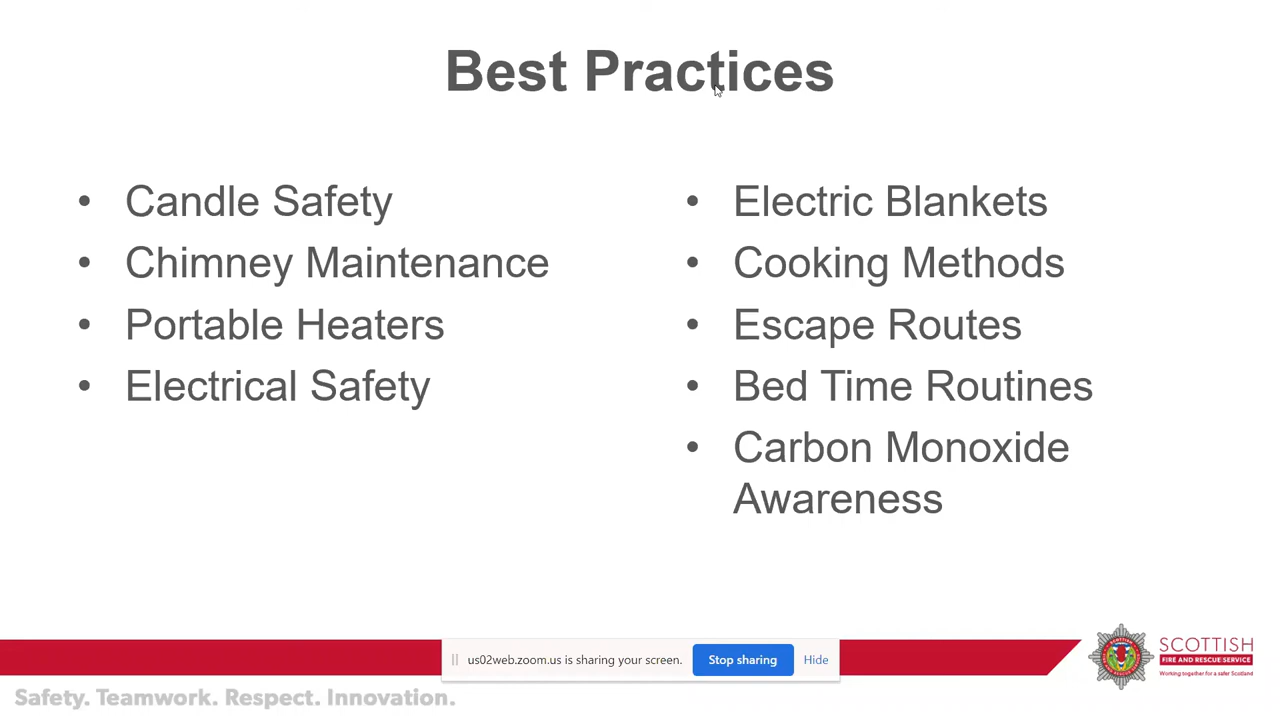 Best Practices
• Candle Safety
• Chimney Maintenance
• Portable Heaters
• Electrical Safety
• Electric Blankets
• Cooking Methods
• Escape Routes
• Bed Time Routines
• Carbon Monoxide
Awareness
us02web.zoom.us is sharing your screen.
Stop sharing
Hide
SCOTTISH
FIRE AND RESCUE SERVICE
Working together for a safer Scotland
Safety. Teamwork. Respect. Innovation.